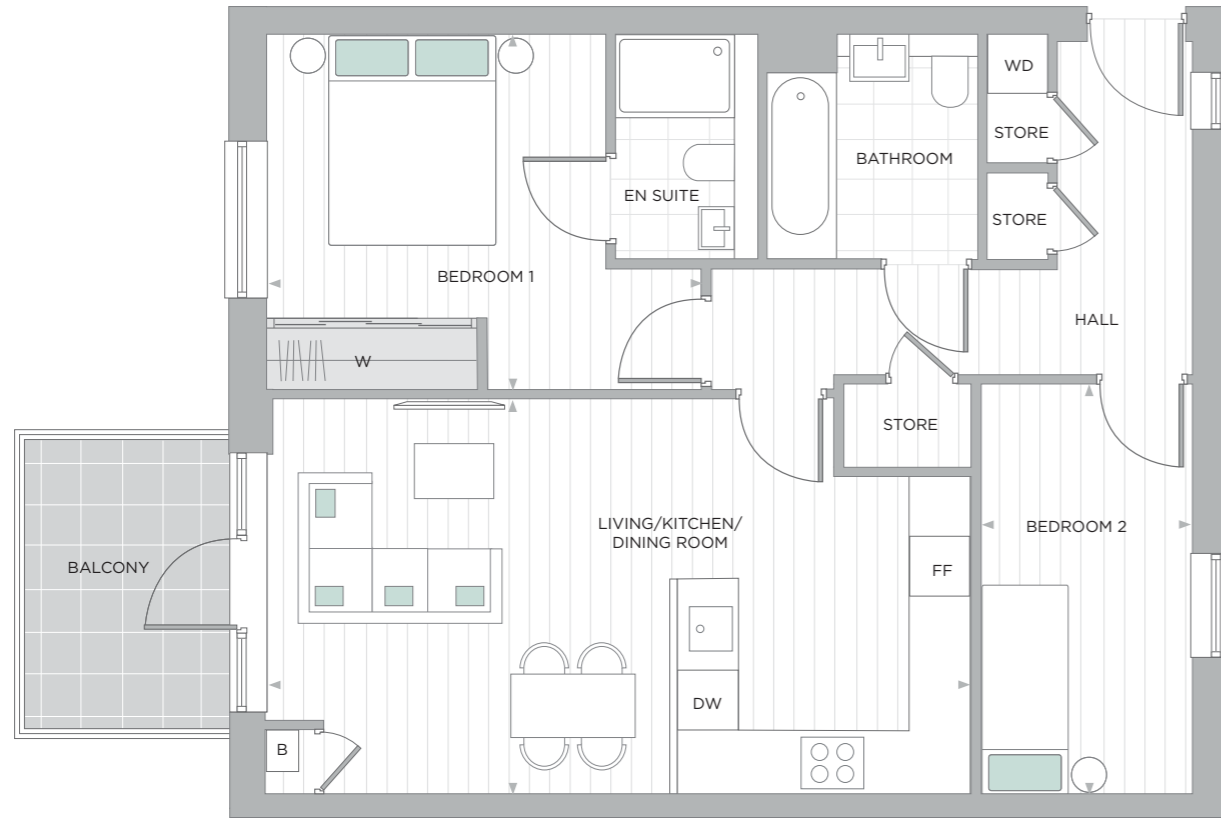 WD
STORE
BATHROOM
EN SUITE
STORE
BEDROOM 1
HALL
W
STORE
LIVING/KITCHEN/
DINING ROOM
BEDROOM 2
BALCONY
FF
DW
B